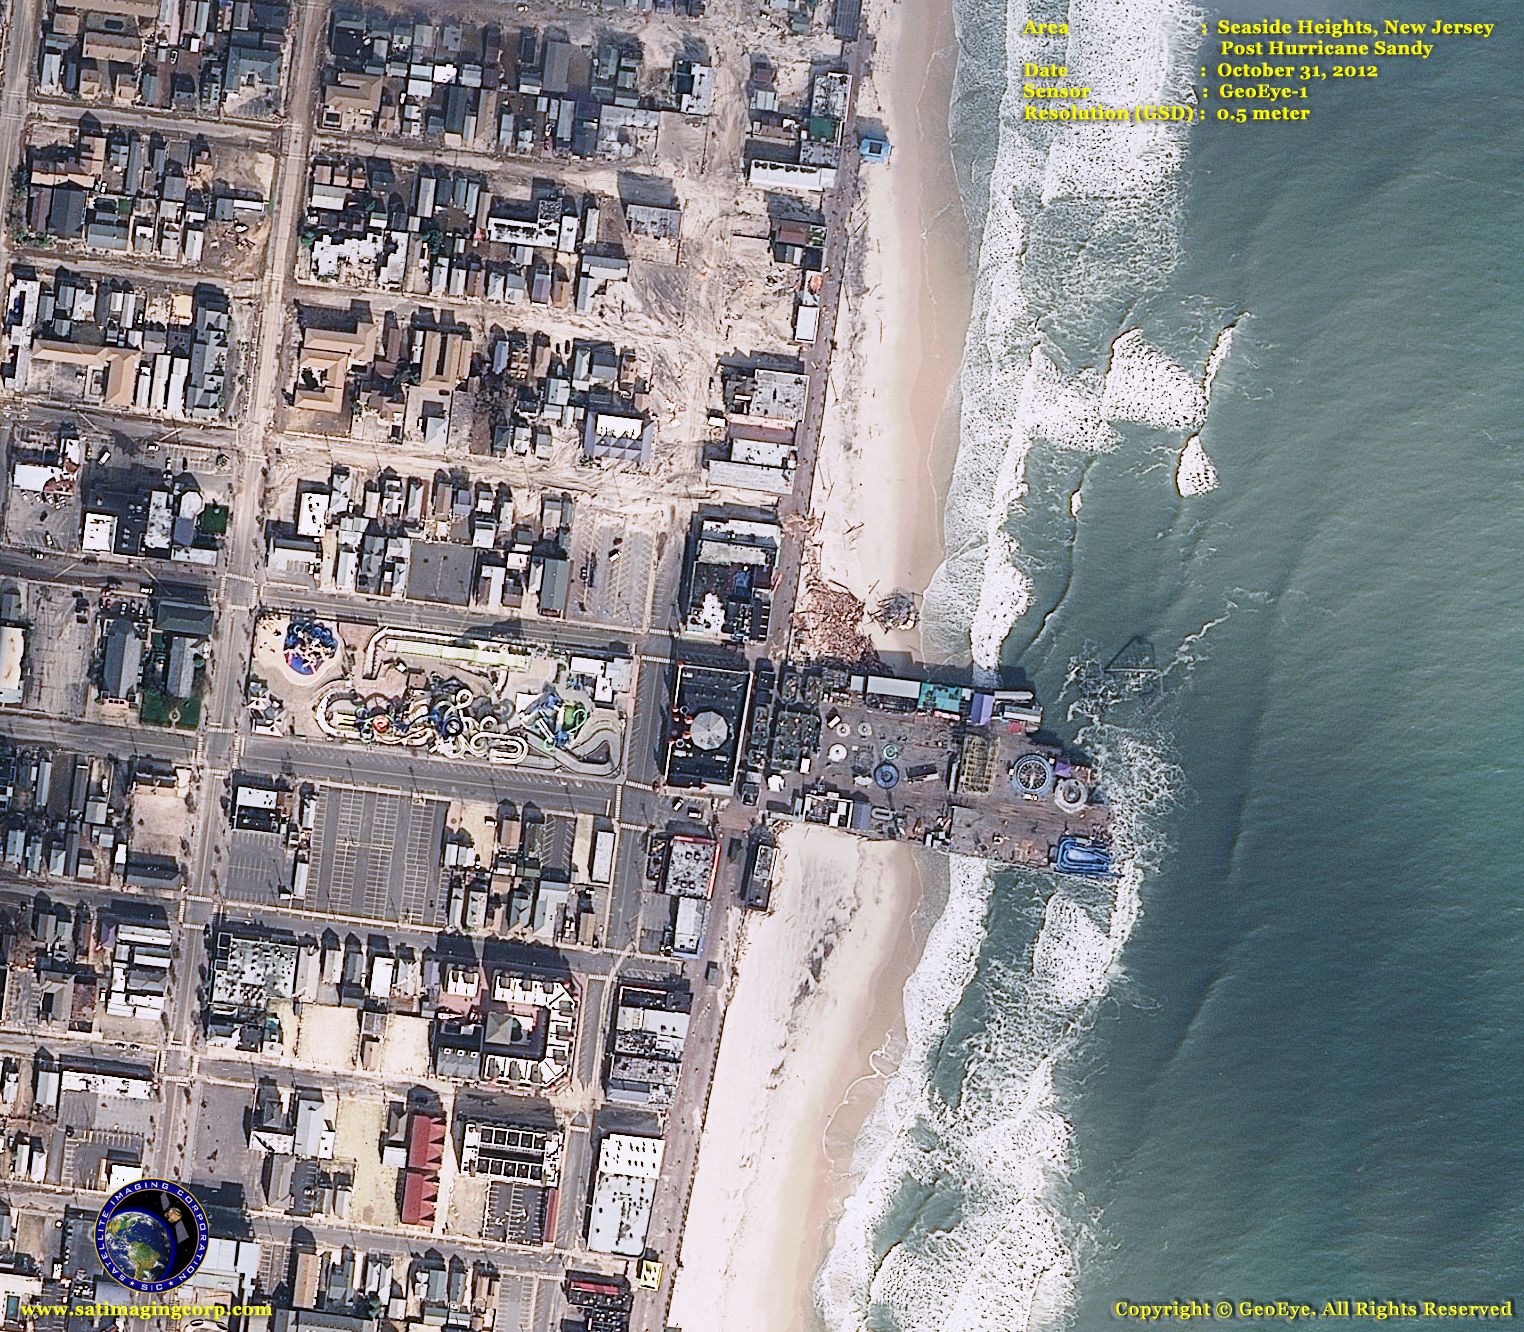 Area : Seaside Heights, New Jersey
Post Hurricane Sandy
Date : October 31, 2012
Sensor : GeoEye-1
Resolution (GSD) : 0.5 meter
SATELLITE IMAGING CORPORATION
SIC
www.satimagingcorp.com
Copyright © GeoEye. All Rights Reserved